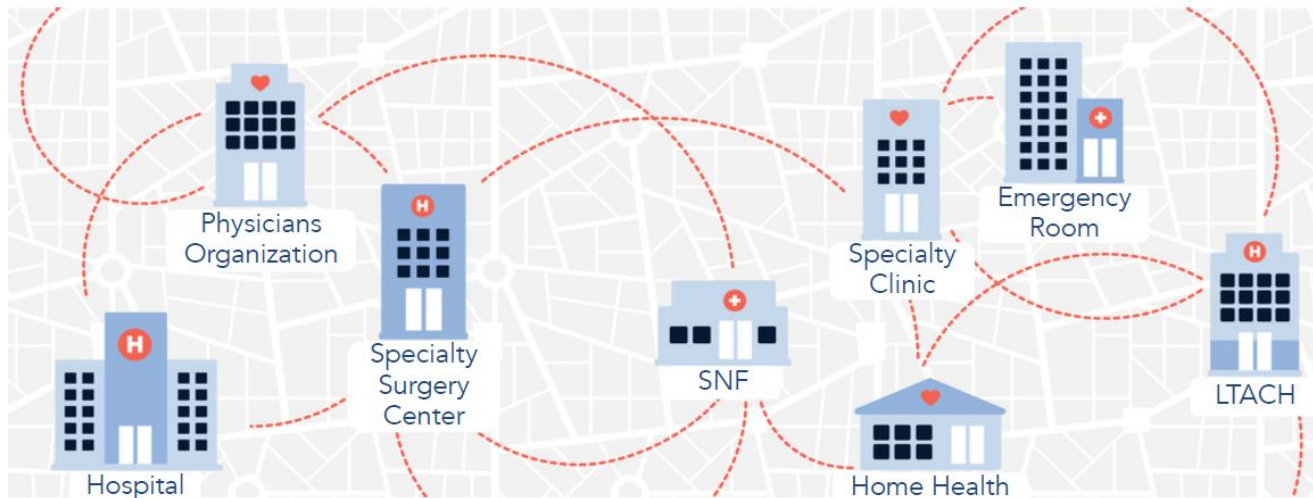 Physicians
Organization
Specialty
Surgery
Center
Hospital
SNF
Specialty
Clinic
Emergency
Room
Home Health
LTACH
H
H
H